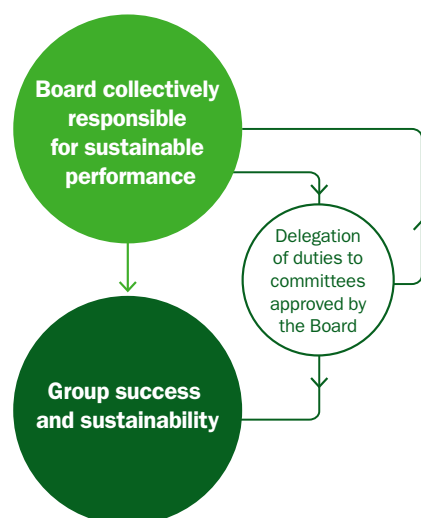 Board collectively
responsible
for sustainable
performance
Delegation
of duties to
committees
approved by
the Board
Group success
and sustainability